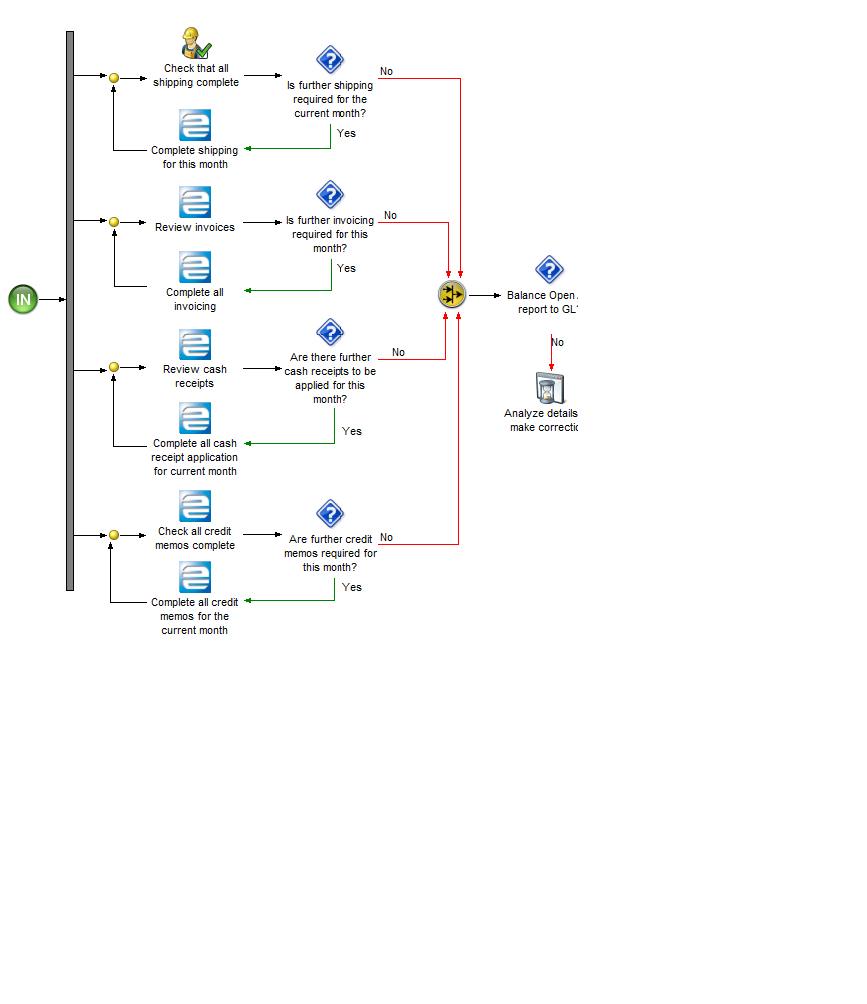 Check that all
shipping complete
No
Is further shipping
required for the
current month?
Yes
Complete shipping
for this month
Review invoices
No
Is further invoicing
required for this
month?
Yes
Complete all
invoicing
IN
Balance Open
report to GL
No
Review cash
receipts
No
Are there further
cash receipts to be
applied for this
month?
Yes
Analyze details
make
Complete all cash
receipt application
for current month
Check all credit
memos complete
No
Are further credit
memos required for
this month?
Yes
Complete all credit
memos for the
current month